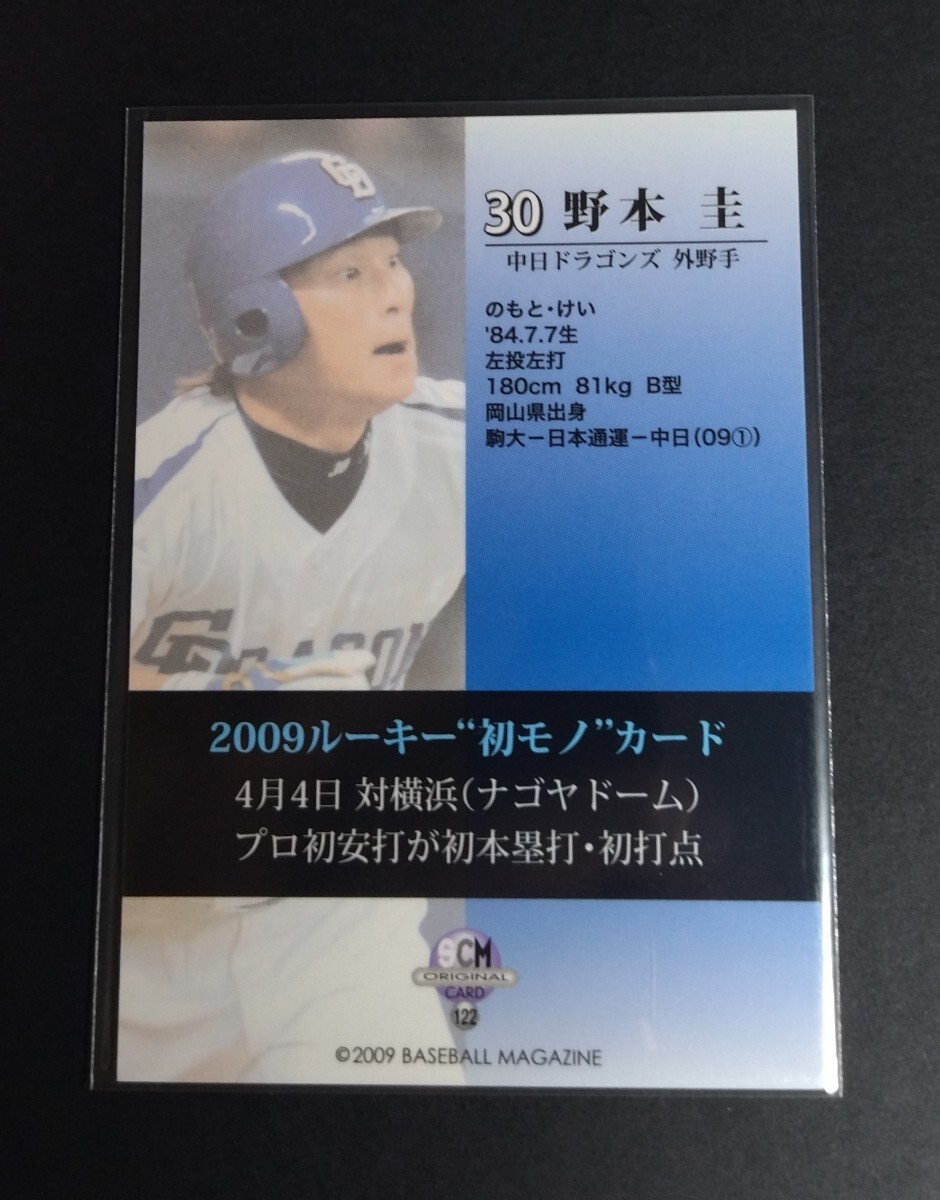 30 野本 圭
中日ドラゴンズ 外野手
のもと・けい
'84.7.7生
左投左打
180cm 81kg B型
岡山県出身
駒大－日本通運－中日(09①)
2009ルーキー“初モノ”カード
4月4日 対横浜(ナゴヤドーム)
プロ初安打が初本塁打・初打点
SCM
ORIGINAL
CARD
122
©2009 BASEBALL MAGAZINE